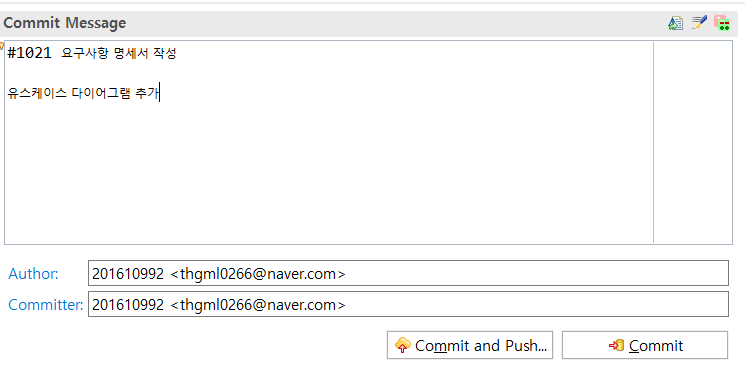 Commit Message
#1021 요구사항 명세서 작성
유스케이스 다이어그램 추가
Author: 201610992 <thgml0266@naver.com>
Committer: 201610992 <thgml0266@naver.com>
Commit and Push... Commit